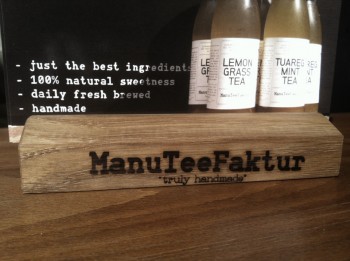 - just the best ingredients
- 100% natural sweetness
- daily fresh brewed
- handmade
LEMON
GRASS
TEA
TUAREG
MINT
TEA
ManuTeeFaktur
"truly handmade"